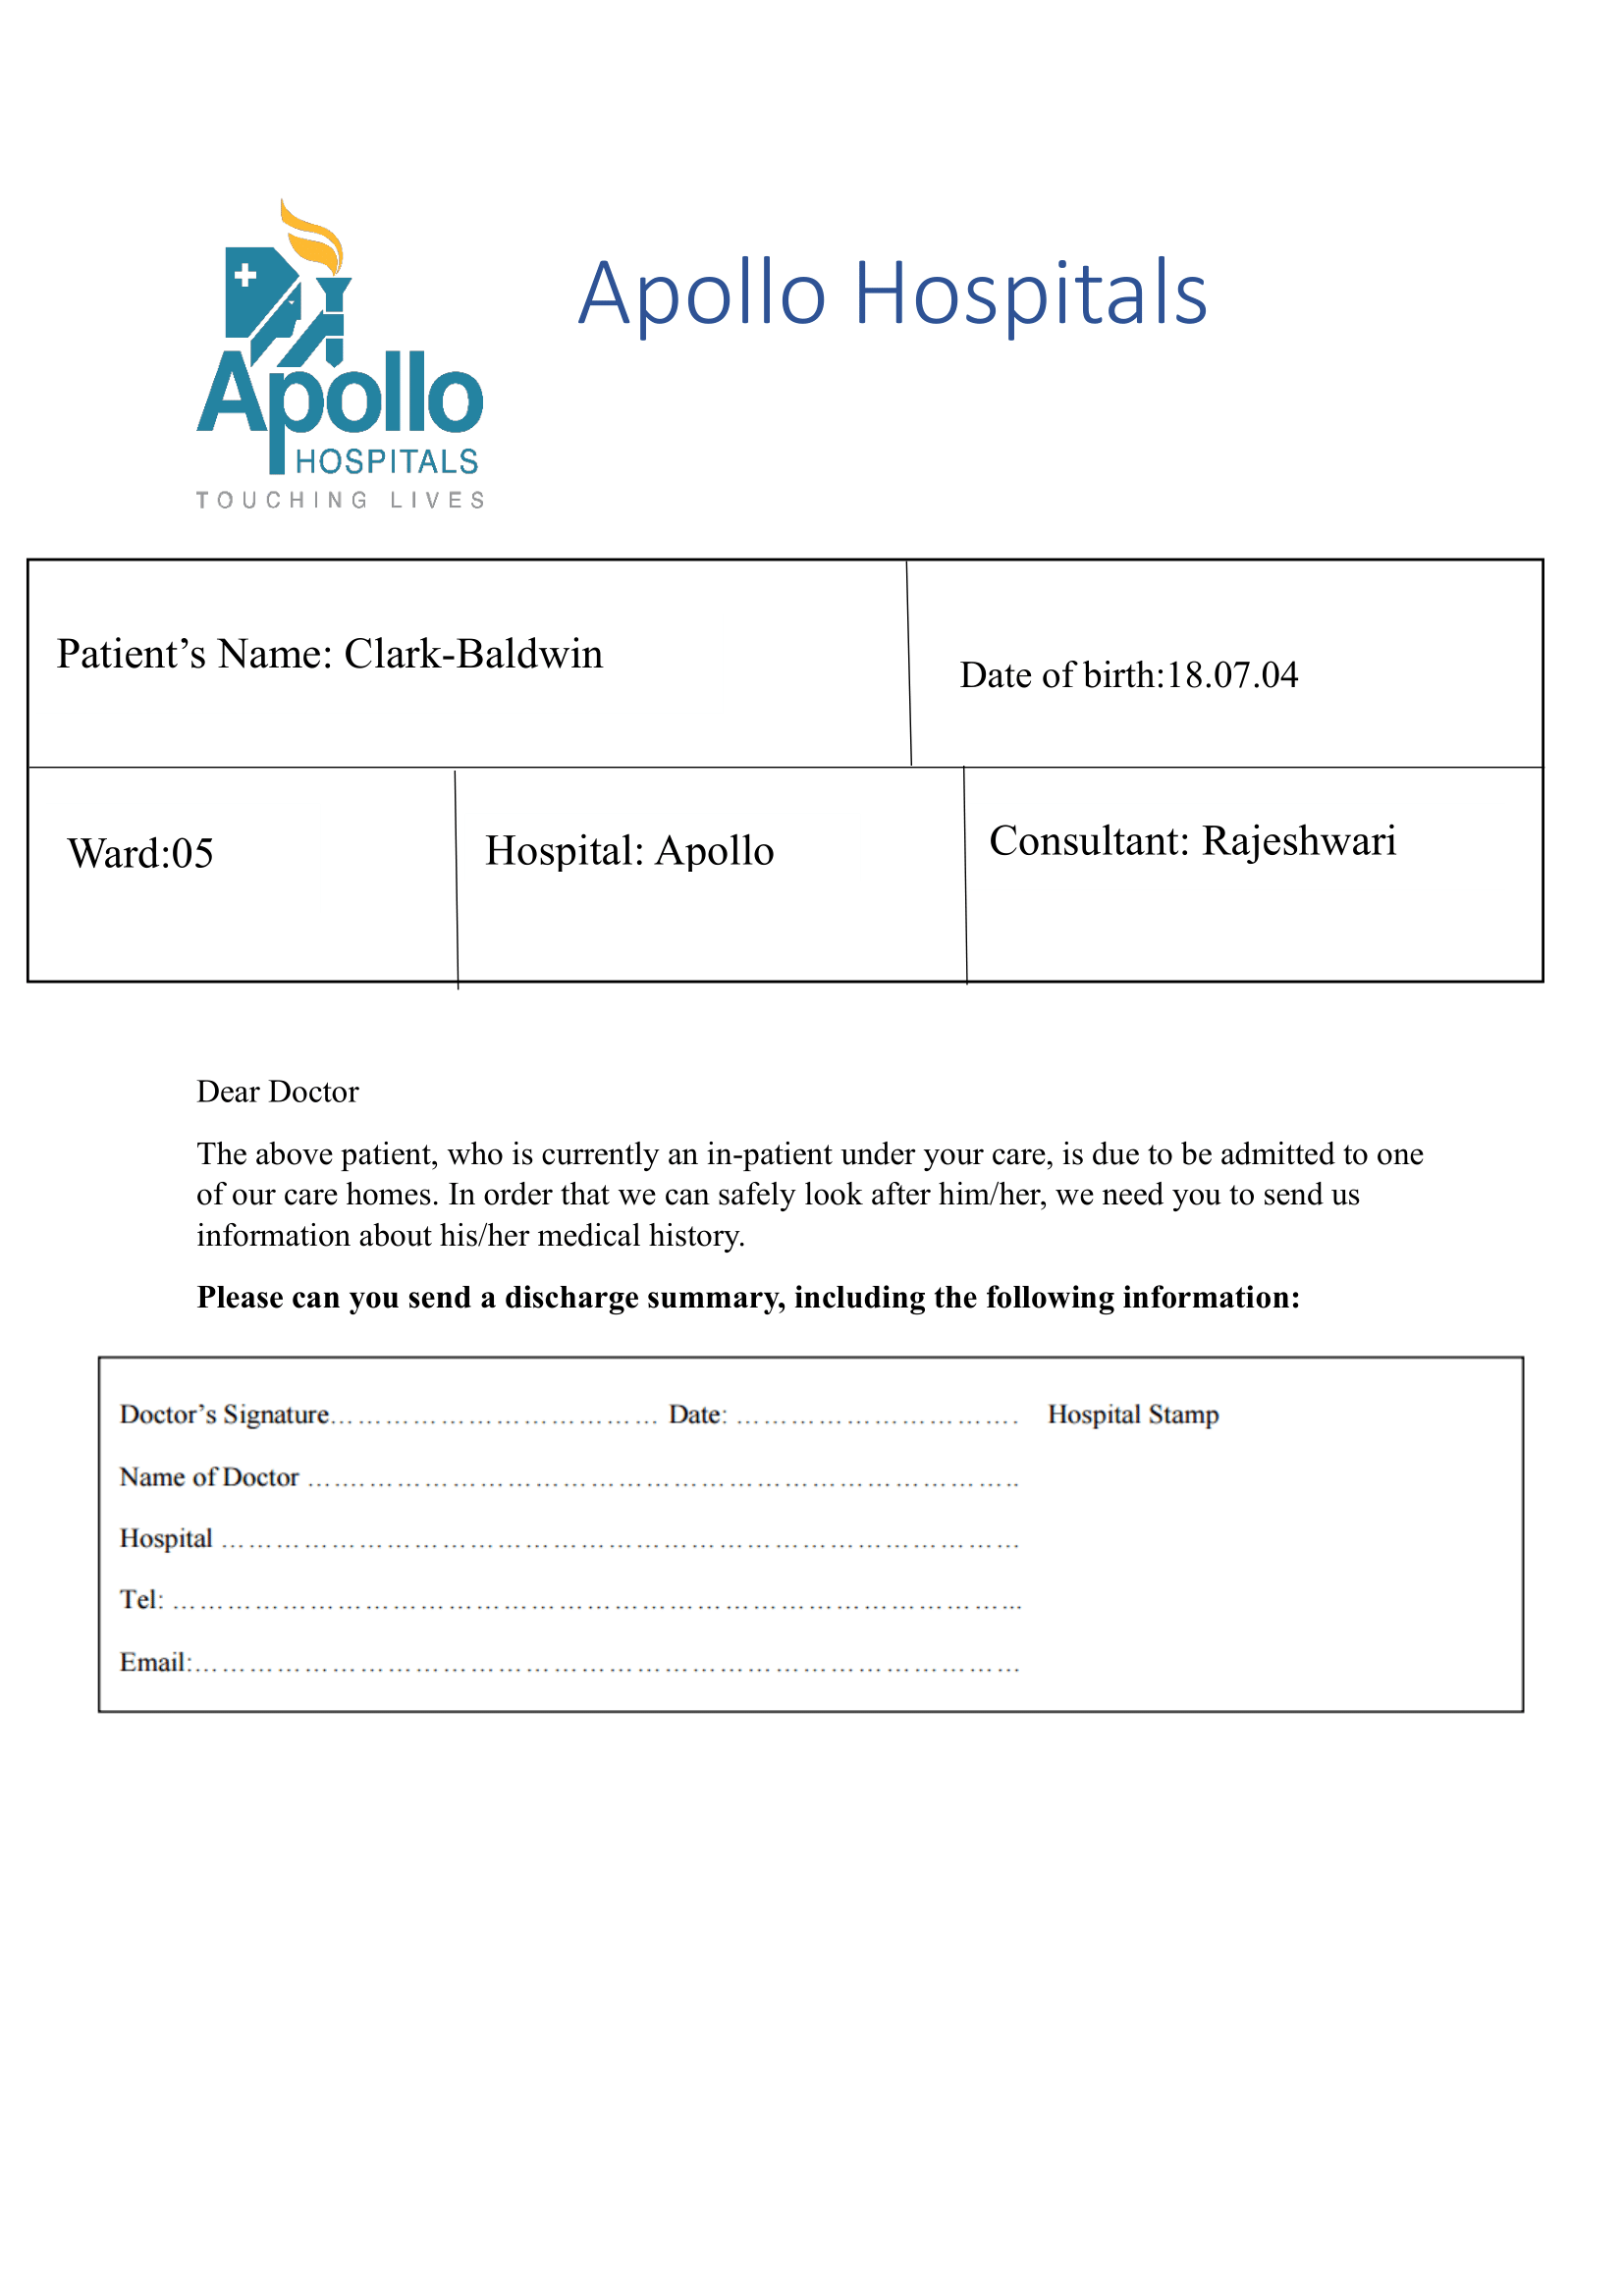 Apollo
HOSPITALS
TOUCHING LIVES
Apollo Hospitals
Patient’s Name: Clark-Baldwin
Date of birth:18.07.04
Ward:05
Hospital: Apollo
Consultant: Rajeshwari
Dear Doctor
The above patient, who is currently an in-patient under your care, is due to be admitted to one
of our care homes. In order that we can safely look after him/her, we need you to send us
information about his/her medical history.
Please can you send a discharge summary, including the following information:
Doctor’s Signature……………………………… Date: …………………………. Hospital Stamp
Name of Doctor ….…………………………………………………………………..
Hospital ……………………………………………………………………………
Tel: ………………………………………………………………………………...
Email:………………………………………………………………………………